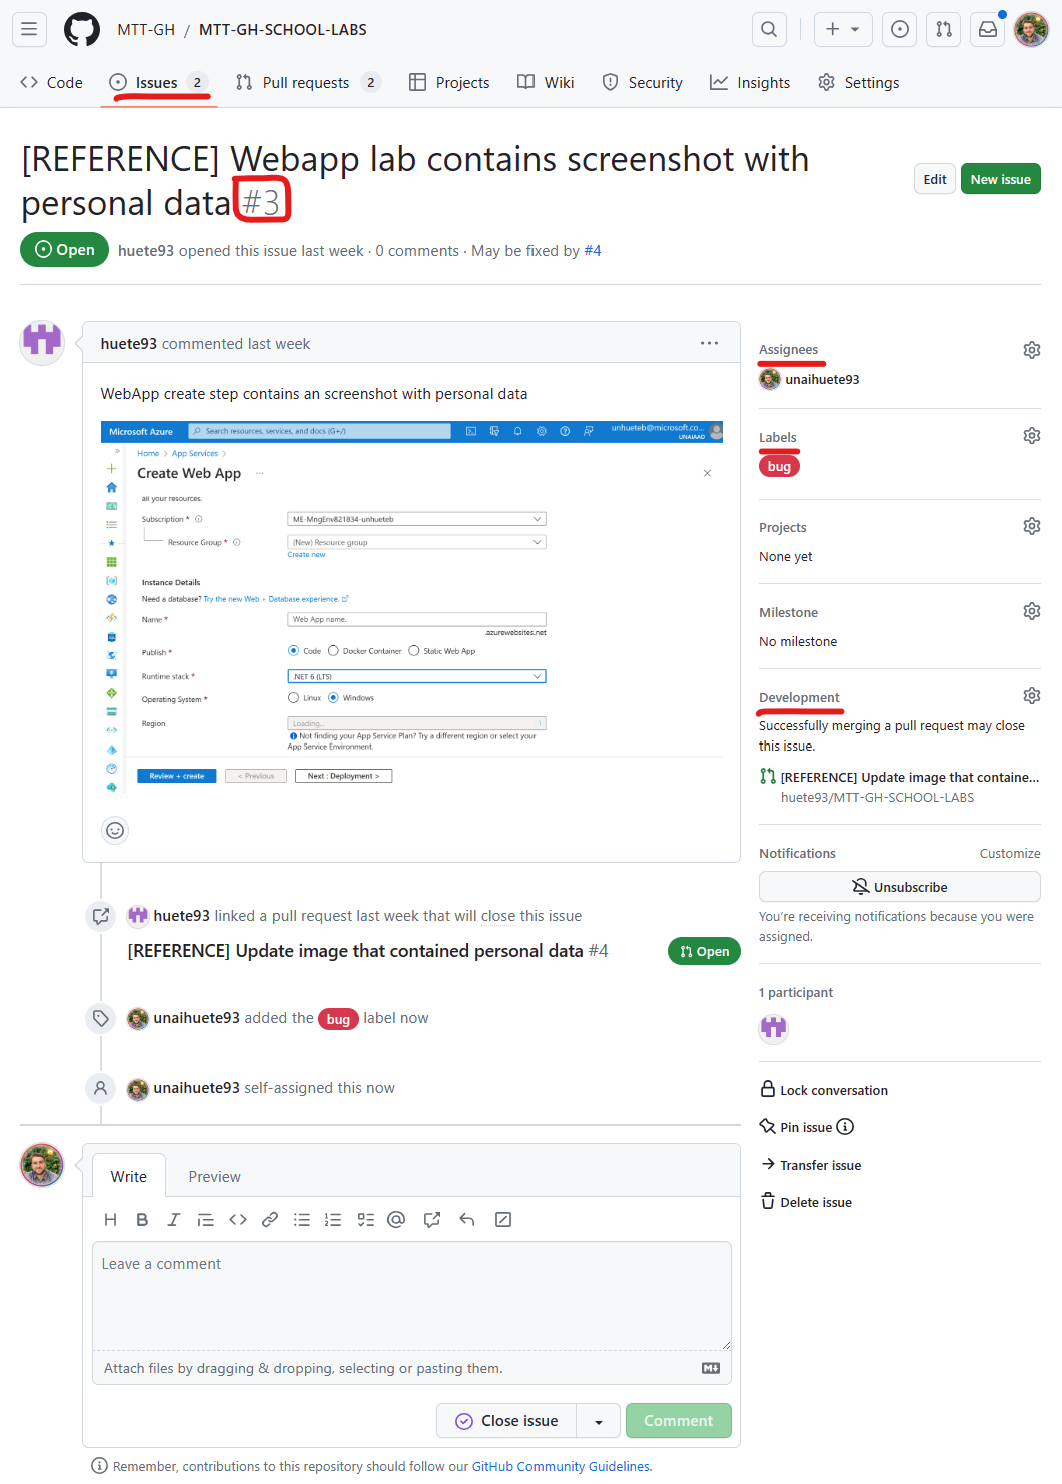 MTT-GH / MTT-GH-SCHOOL-LABS
Code
Issues 2
Pull requests 2
Projects
Wiki
Security
Insights
Settings
[REFERENCE] Webapp lab contains screenshot with
personal data #3
Edit
New issue
Open
huete93 opened this issue last week · 0 comments · May be fixed by #4
huete93 commented last week
WebApp create step contains an screenshot with personal data
Microsoft Azure
Search resources, services, and docs (G+/)
unhueteb@microsoft.co...
UNAIAAD
Home > App Services >
Create Web App ...
all your resources.
Subscription *
ME-MngEnv821834-unhueteb
Resource Group *
(New) Resource group
Create new
Instance Details
Need a database? Try the new Web + Database experience.
Name *
Web App name.
.azurewebsites.net
Publish *
Code
Docker Container
Static Web App
Runtime stack *
.NET 6 (LTS)
Operating System *
Linux
Windows
Region
Loading...
Not finding your App Service Plan? Try a different region or select your
App Service Environment.
Review + create
< Previous
Next : Deployment >
huete93 linked a pull request last week that will close this issue
[REFERENCE] Update image that contained personal data #4
Open
unaihuete93 added the bug label now
unaihuete93 self-assigned this now
Write
Preview
Leave a comment
Attach files by dragging & dropping, selecting or pasting them.
Close issue
Comment
Remember, contributions to this repository should follow our GitHub Community Guidelines.
Assignees
unaihuete93
Labels
bug
Projects
None yet
Milestone
No milestone
Development
Successfully merging a pull request may close
this issue.
[REFERENCE] Update image that containe...
huete93/MTT-GH-SCHOOL-LABS
Notifications
Customize
Unsubscribe
You're receiving notifications because you were
assigned.
1 participant
Lock conversation
Pin issue
Transfer issue
Delete issue